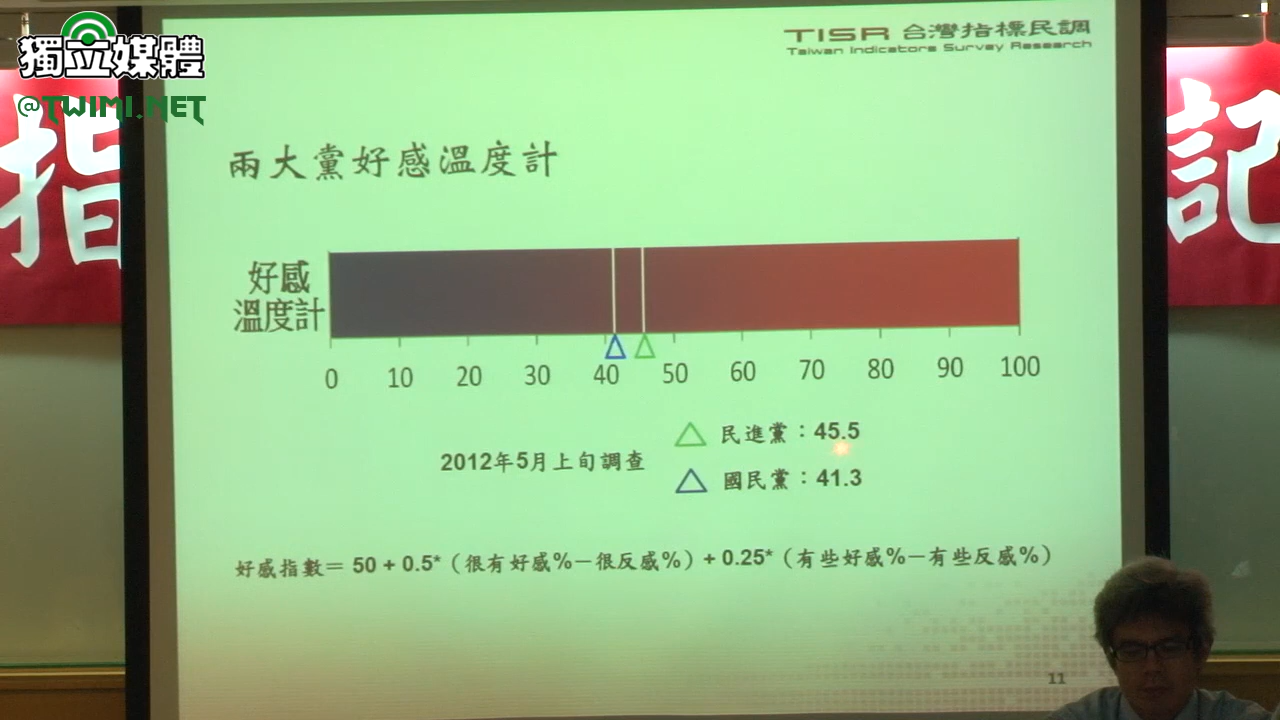 獨立媒體
@TWIMI.NET
指
記
TISR 台灣指標民調
Taiwan Indicators Survey Research
兩大黨好感溫度計
好感
溫度計
0 10 20 30 40 50 60 70 80 90 100
民進黨：45.5
2012年5月上旬調查
國民黨：41.3
好感指數＝ 50 + 0.5*（很有好感%－很反感%）+ 0.25*（有些好感%－有些反感%）
11